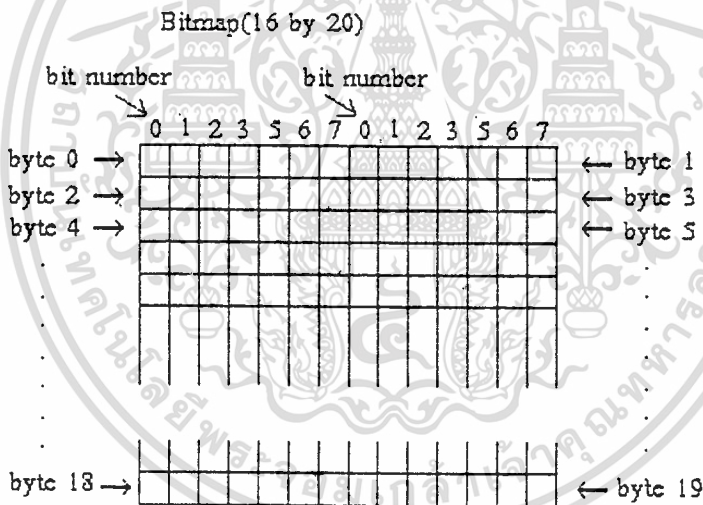 Bitmap(16 by 20)
bit number bit number
0 1 2 3 5 6 7 0 1 2 3 5 6 7
byte 0 → ← byte 1
byte 2 → ← byte 3
byte 4 → ← byte 5
byte 18 → ← byte 19